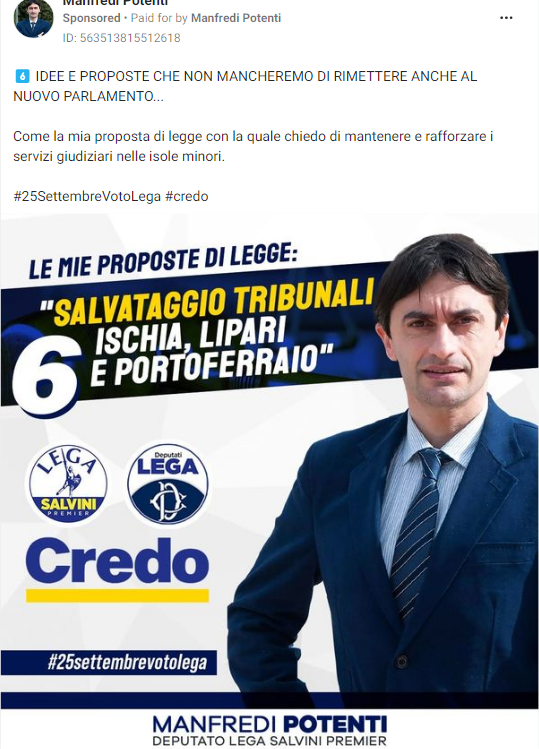 Manfredi Potenti
Sponsored • Paid for by Manfredi Potenti
ID: 563513815512618
6 IDEE E PROPOSTE CHE NON MANCHEREMO DI RIMETTERE ANCHE AL
NUOVO PARLAMENTO...
Come la mia proposta di legge con la quale chiedo di mantenere e rafforzare i
servizi giudiziari nelle isole minori.
#25SettembreVotoLega #credo
LE MIE PROPOSTE DI LEGGE:
"SALVATAGGIO TRIBUNALI
6 ISCHIA, LIPARI
E PORTOFERRAIO"
LEGA
SALVINI
PREMIER
Deputati
LEGA
Credo
#25settembrevotolega
MANFREDI POTENTI
DEPUTATO LEGA SALVINI PREMIER